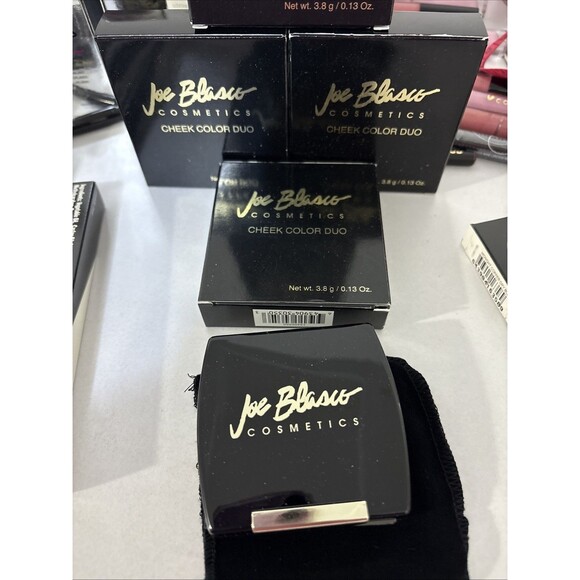 Net wt. 3.8 g / 0.13 Oz.
Joe Blasco
COSMETICS
CHEEK COLOR DUO
Joe Blasco
COSMETICS
CHEEK COLOR DUO
3.8 g / 0.13 Oz.
Joe Blasco
COSMETICS
CHEEK COLOR DUO
Net wt. 3.8 g / 0.13 Oz.
Joe Blasco
COSMETICS